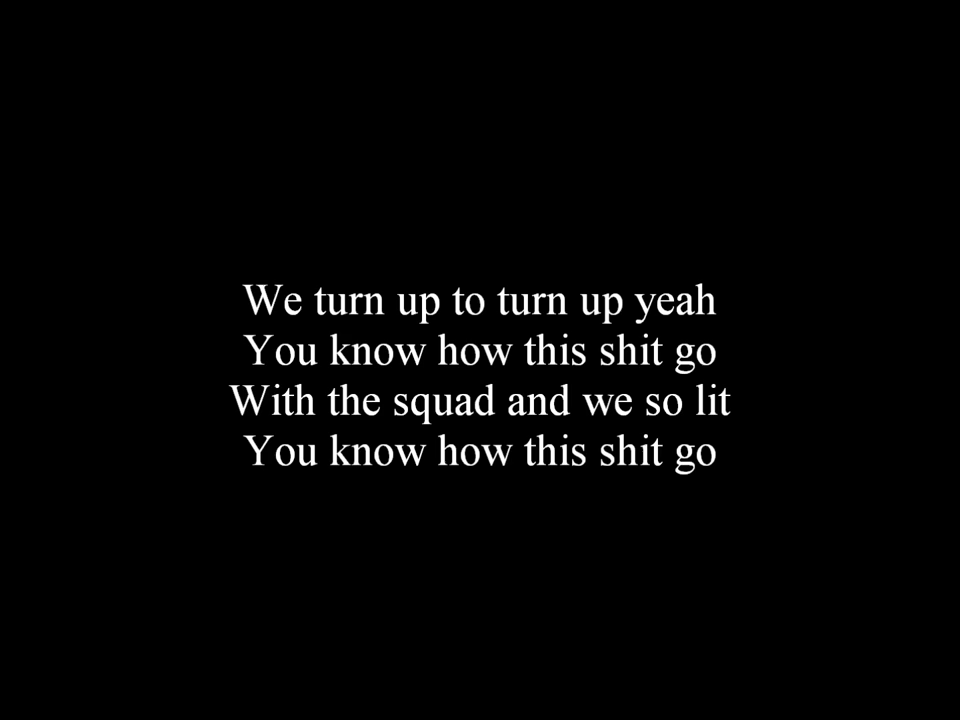 We turn up to turn up yeah
You know how this shit go
With the squad and we so lit
You know how this shit go